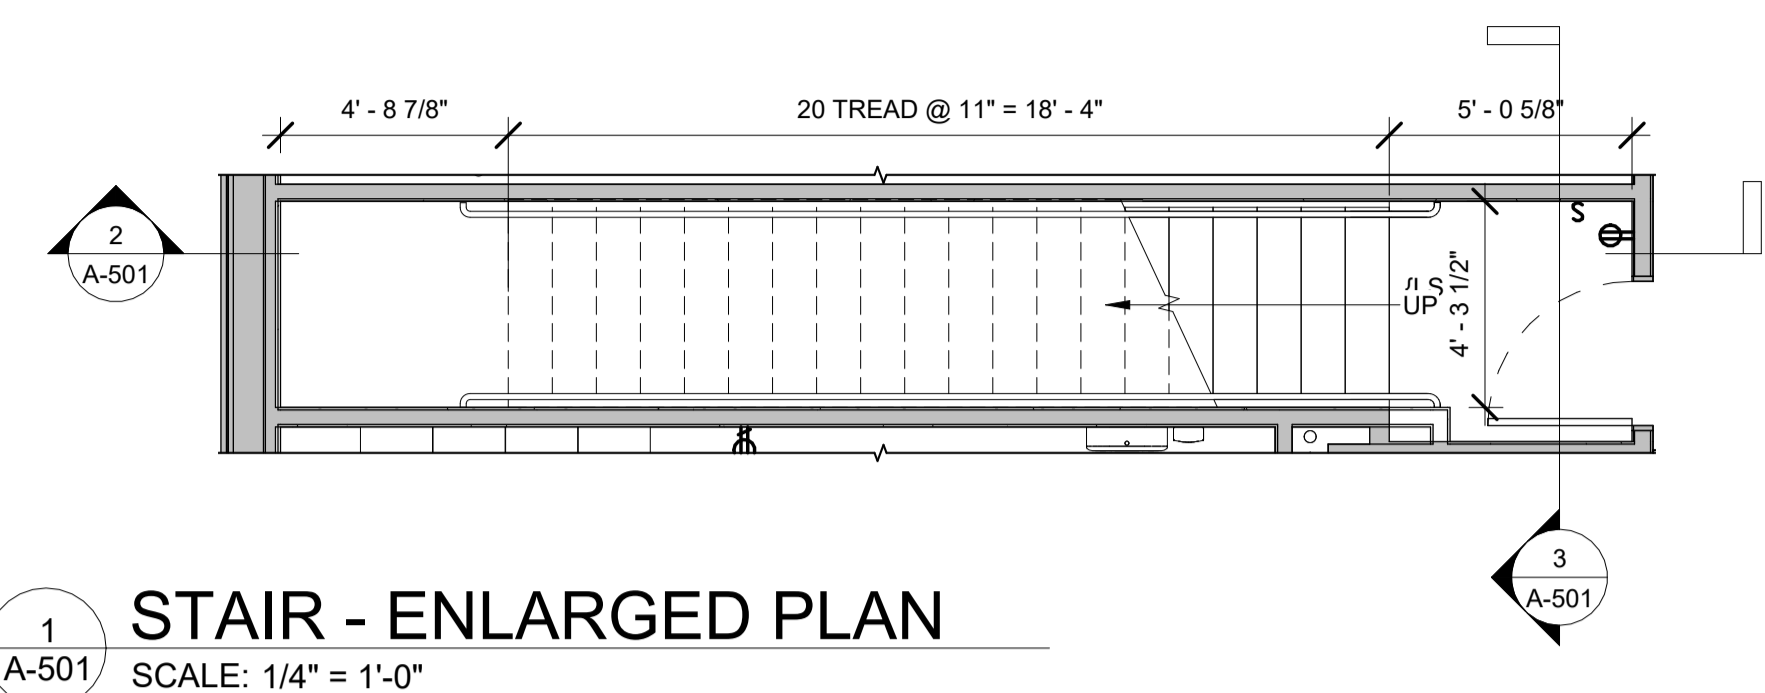 4' - 8 7/8"
20 TREAD @ 11" = 18' - 4"
5' - 0 5/8"
2
A-501
S
S
UP
4' - 3 1/2"
3
A-501
1
A-501
STAIR - ENLARGED PLAN
SCALE: 1/4" = 1'-0"